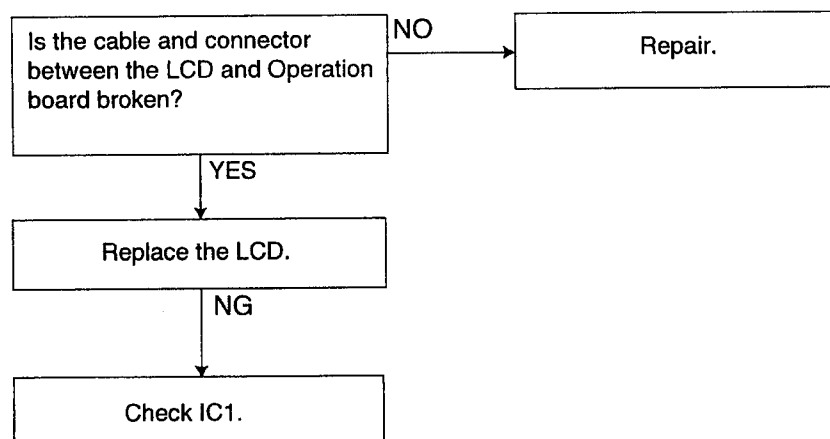 Is the cable and connector
between the LCD and Operation
board broken?
NO
Repair.
YES
Replace the LCD.
NG
Check IC1.